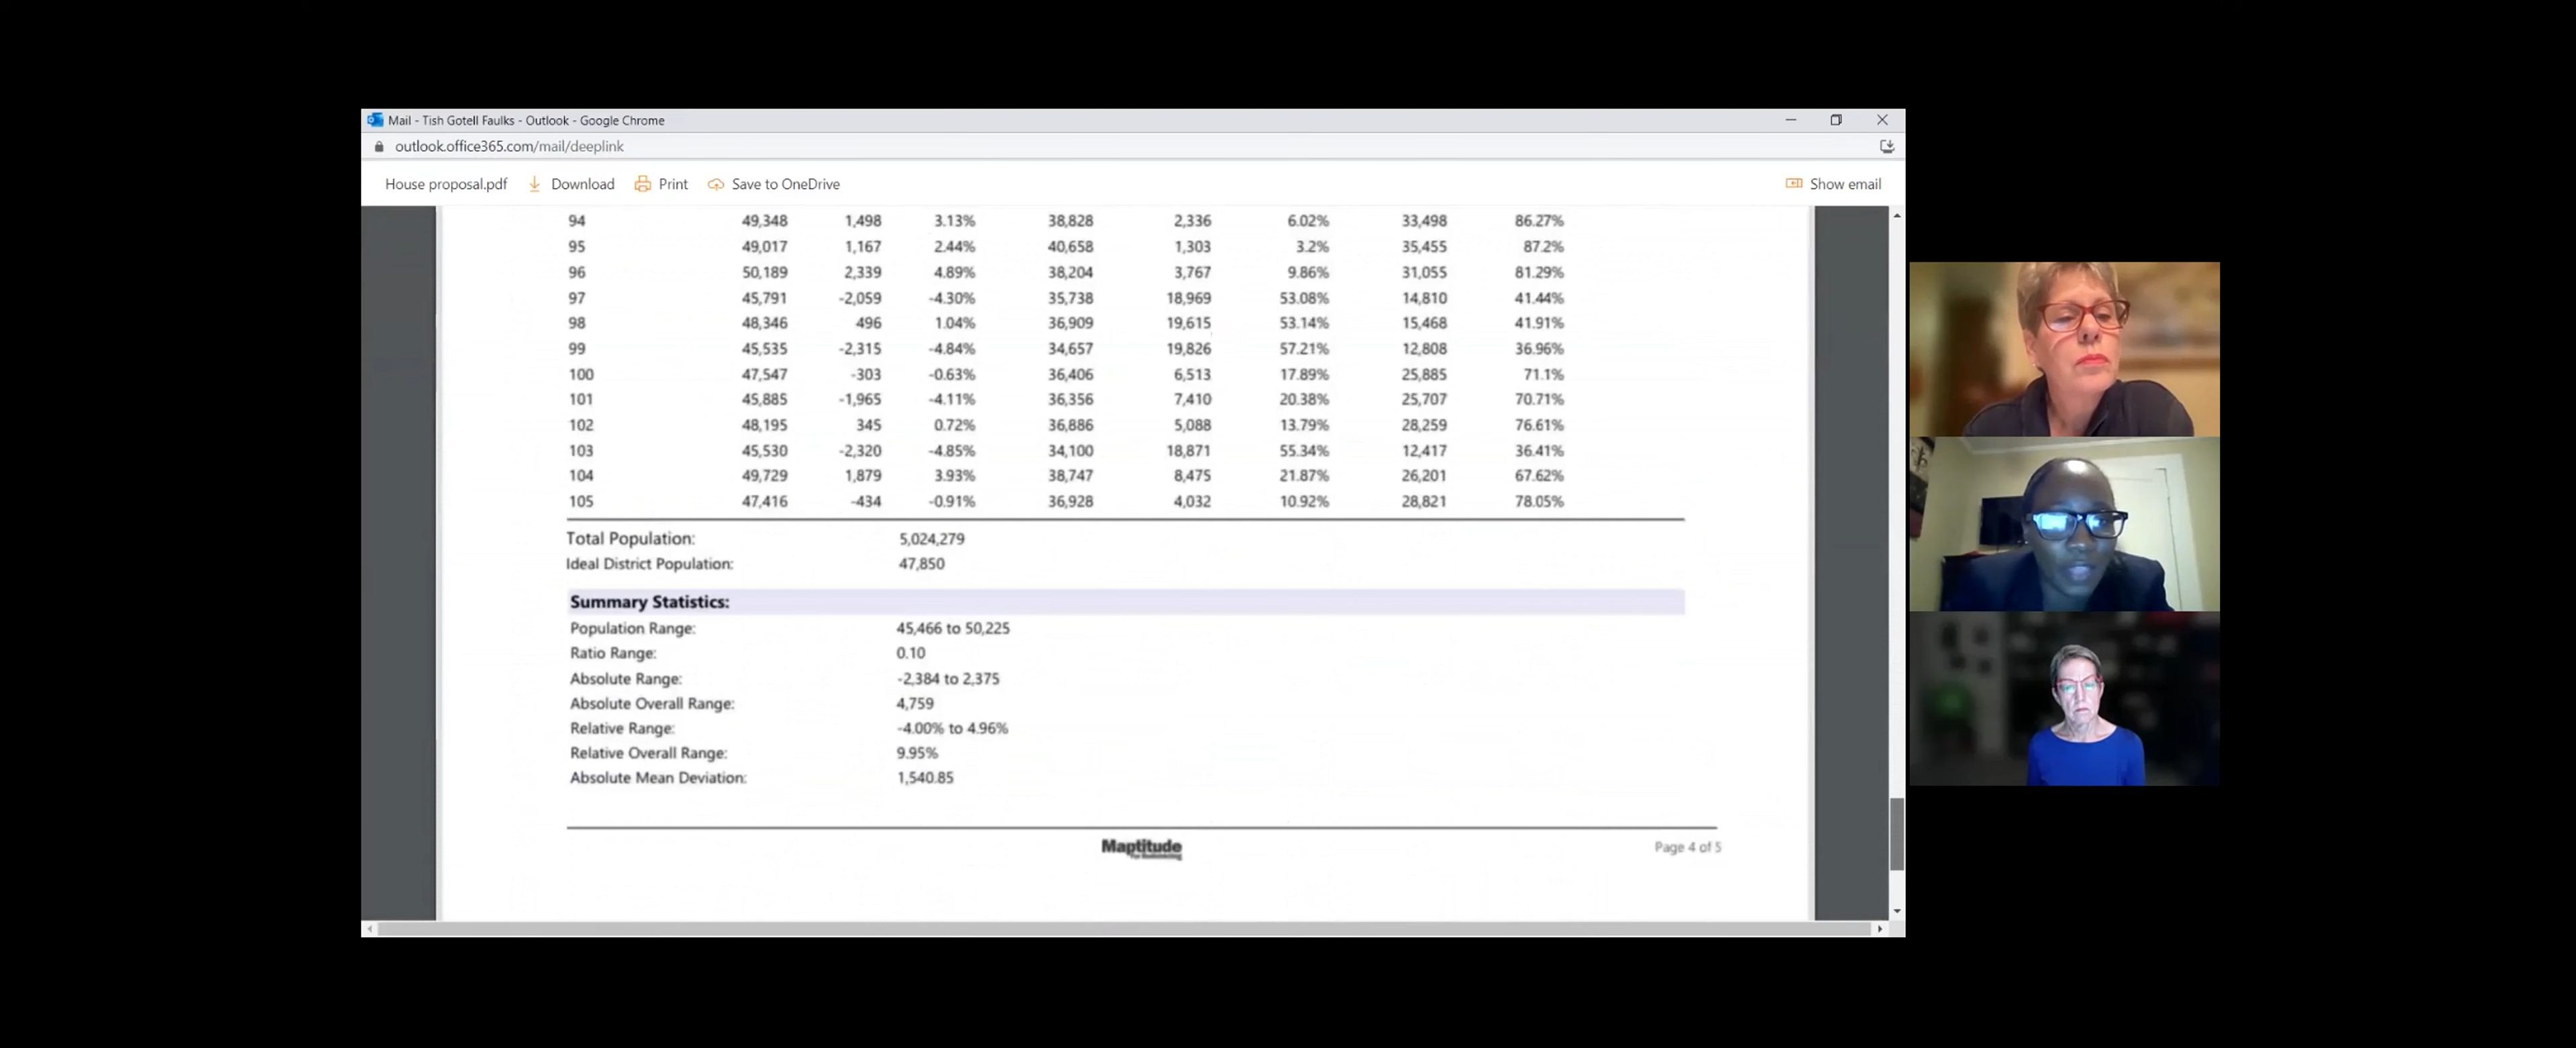 Mail - Tish Gotell Faulks - Outlook - Google Chrome
outlook.office365.com/mail/deeplink
House proposal.pdf Download Print Save to OneDrive Show email
94 49,348 1,498 3.13% 38,828 2,336 6.02% 33,498 86.27%
95 49,017 1,167 2.44% 40,658 1,303 3.2% 35,455 87.2%
96 50,189 2,339 4.89% 38,204 3,767 9.86% 31,055 81.29%
97 45,791 -2,059 -4.30% 35,738 18,969 53.08% 14,810 41.44%
98 48,346 496 1.04% 36,909 19,615 53.14% 15,468 41.91%
99 45,535 -2,315 -4.84% 34,657 19,826 57.21% 12,808 36.96%
100 47,547 -303 -0.63% 36,406 6,513 17.89% 25,885 71.1%
101 45,885 -1,965 -4.11% 36,356 7,410 20.38% 25,707 70.71%
102 48,195 345 0.72% 36,886 5,088 13.79% 28,259 76.61%
103 45,530 -2,320 -4.85% 34,100 18,871 55.34% 12,417 36.41%
104 49,729 1,879 3.93% 38,747 8,475 21.87% 26,201 67.62%
105 47,416 -434 -0.91% 36,928 4,032 10.92% 28,821 78.05%
Total Population: 5,024,279
Ideal District Population: 47,850
Summary Statistics:
Population Range: 45,466 to 50,225
Ratio Range: 0.10
Absolute Range: -2,384 to 2,375
Absolute Overall Range: 4,759
Relative Range: -4.00% to 4.96%
Relative Overall Range: 9.95%
Absolute Mean Deviation: 1,540.85
Maptitude
Page 4 of 5